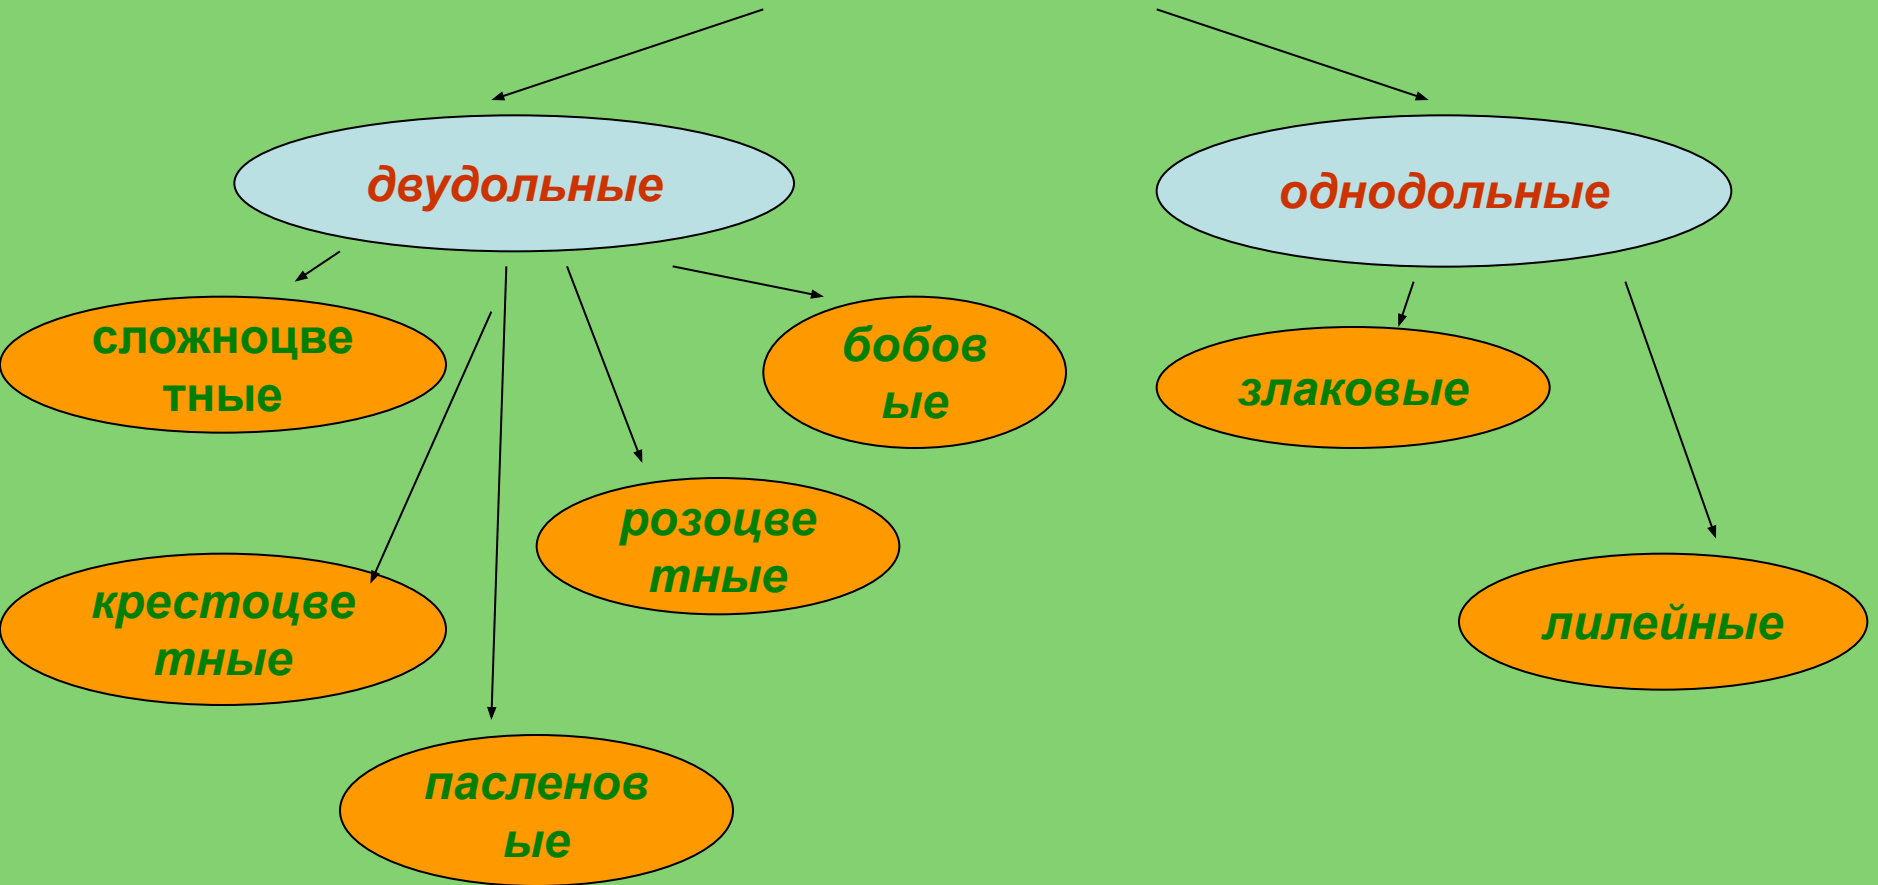 двудольные
однодольные
сложноцве
тные
бобов
ые
злаковые
розоцве
тные
крестоцве
тные
лилейные
пасленов
ые